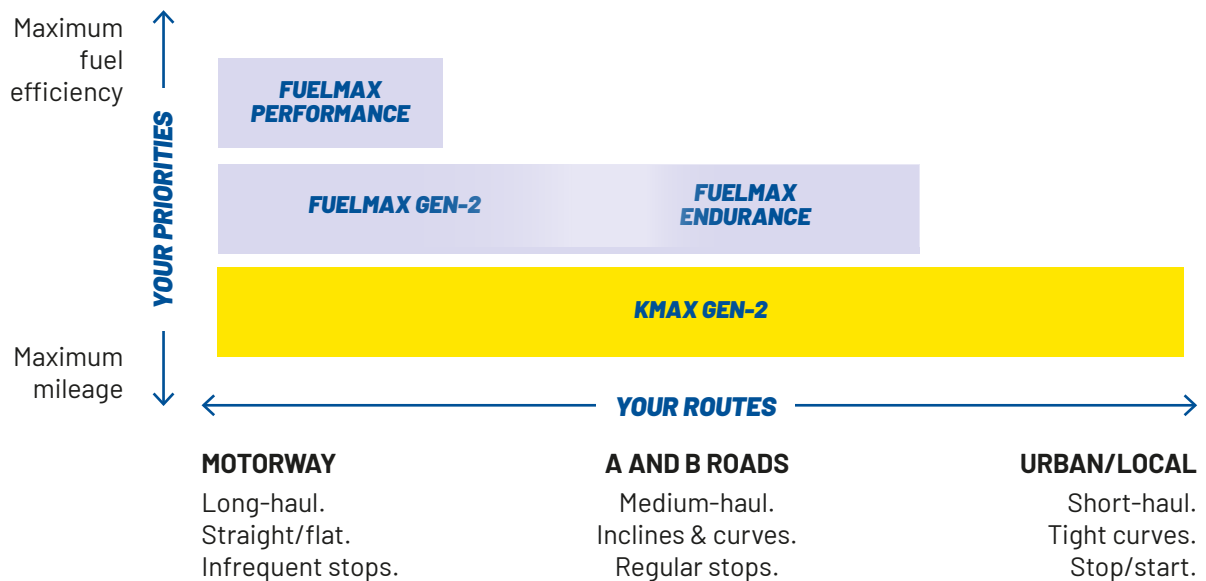 Maximum
fuel
efficiency
YOUR PRIORITIES
Maximum
mileage
FUELMAX
PERFORMANCE
FUELMAX GEN-2
FUELMAX
ENDURANCE
KMAX GEN-2
YOUR ROUTES
MOTORWAY
Long-haul.
Straight/flat.
Infrequent stops.
A AND B ROADS
Medium-haul.
Inclines & curves.
Regular stops.
URBAN/LOCAL
Short-haul.
Tight curves.
Stop/start.